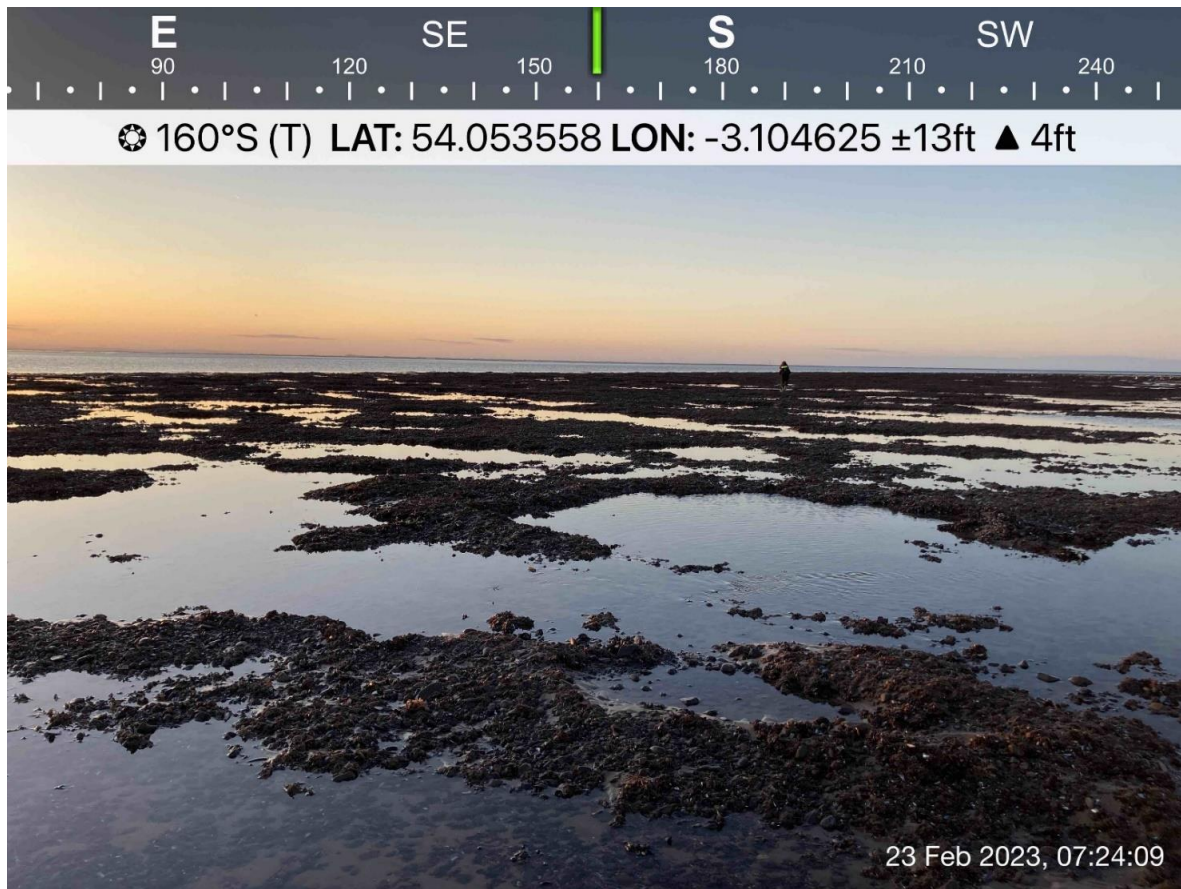 E SE S SW
90 120 150 180 210 240
160°S (T) LAT: 54.053558 LON: -3.104625 ±13ft ▲ 4ft
23 Feb 2023, 07:24:09